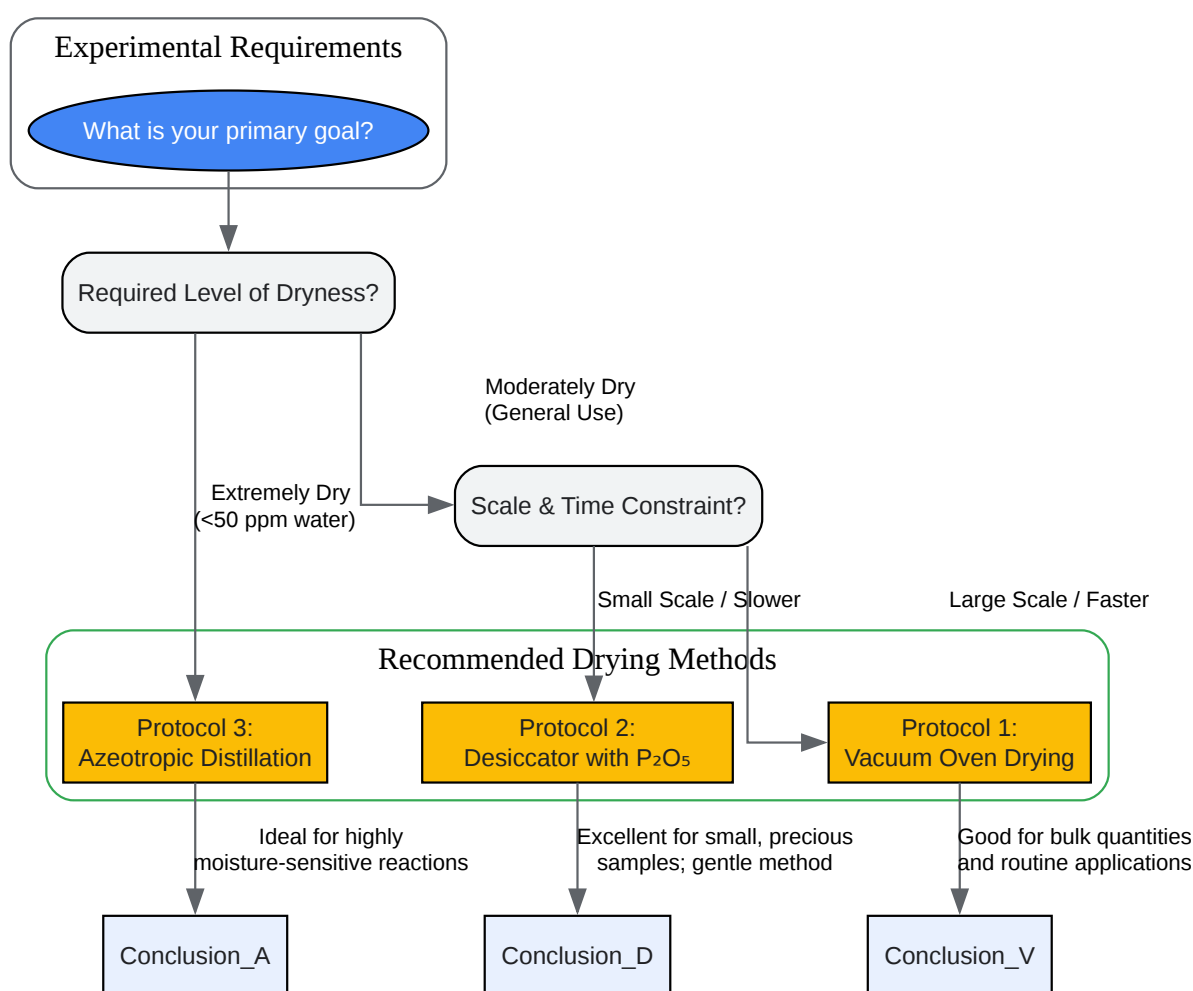 Experimental Requirements
What is your primary goal?
Required Level of Dryness?
Moderately Dry
(General Use)
Extremely Dry
(<50 ppm water)
Scale & Time Constraint?
Small Scale / Slower
Large Scale / Faster
Recommended Drying Methods
Protocol 3:
Azeotropic Distillation
Protocol 2:
Desiccator with P₂O₅
Protocol 1:
Vacuum Oven Drying
Ideal for highly
moisture-sensitive reactions
Excellent for small, precious
samples; gentle method
Good for bulk quantities
and routine applications
Conclusion_A
Conclusion_D
Conclusion_V